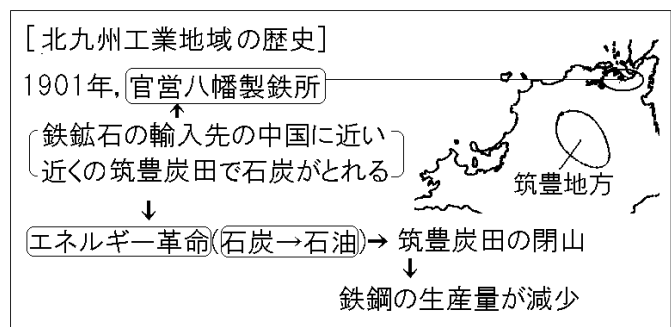 [北九州工業地域の歴史]
1901年,官営八幡製鉄所
鉄鉱石の輸入先の中国に近い
近くの筑豊炭田で石炭がとれる
筑豊地方
エネルギー革命(石炭→石油)→ 筑豊炭田の閉山
鉄鋼の生産量が減少